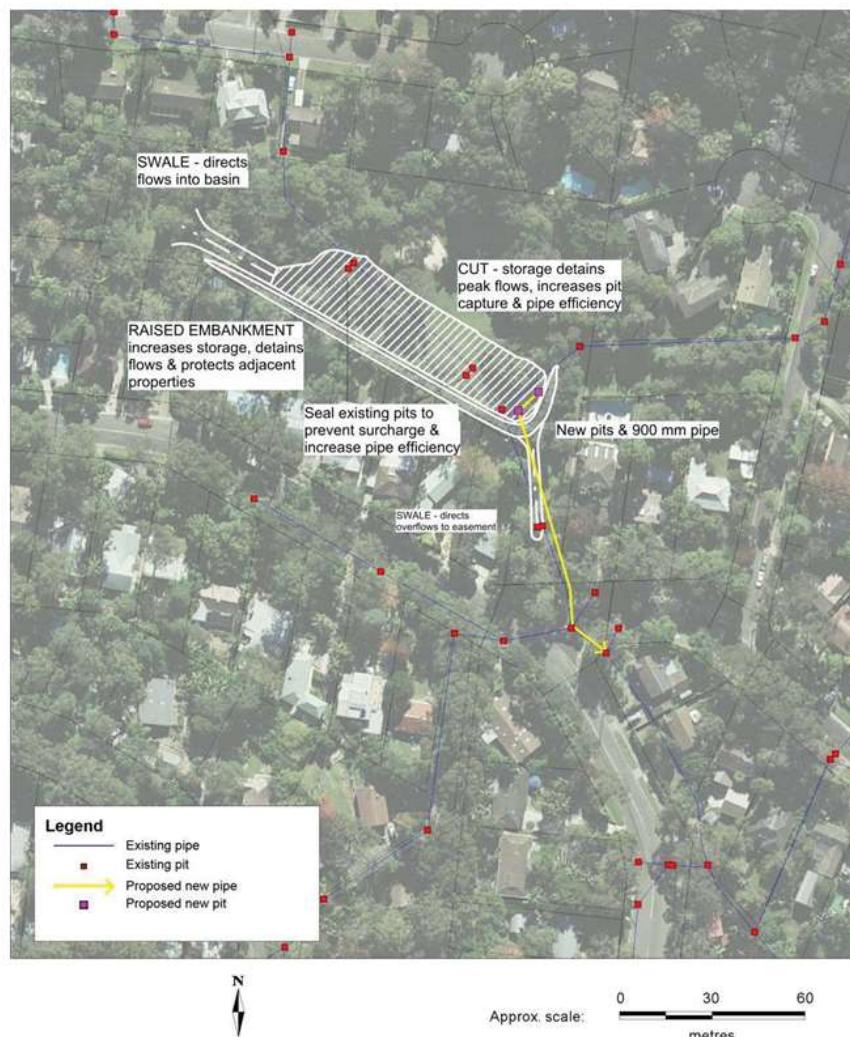 SWALE - directs
flows into basin
CUT - storage detains
peak flows, increases pit
capture & pipe efficiency
RAISED EMBANKMENT
increases storage, detains
flows & protects adjacent
properties
Seal existing pits to
prevent surcharge &
increase pipe efficiency
New pits & 900 mm pipe
SWALE - directs
overflows to easement
Legend
Existing pipe
Existing pit
Proposed new pipe
Proposed new pit
N
Approx. scale:
0 30 60
metres